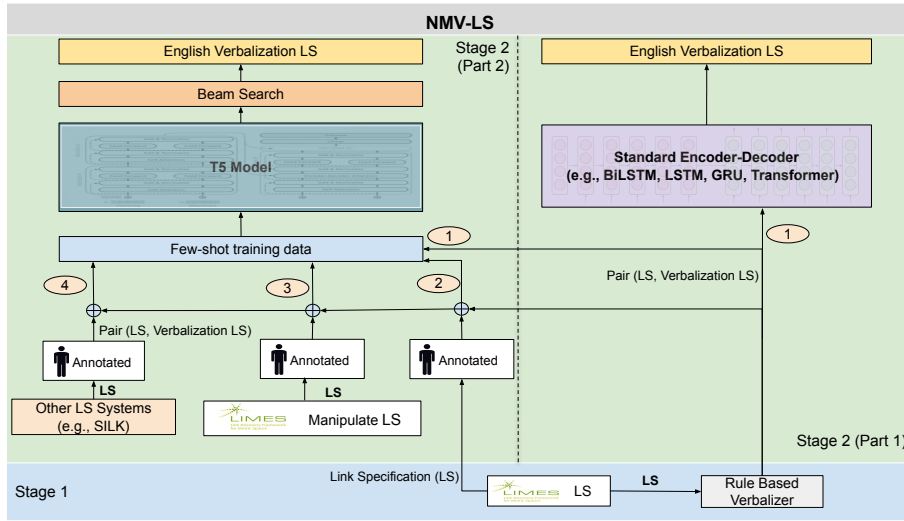 NMV-LS
English Verbalization LS
Stage 2
(Part 2)
English Verbalization LS
Beam Search
T5 Model
Standard Encoder-Decoder
(e.g., BiLSTM, LSTM, GRU, Transformer)
1
1
Few-shot training data
4
3
2
Pair (LS, Verbalization LS)
Pair (LS, Verbalization LS)
Annotated
Annotated
Annotated
LS
LS
Other LS Systems
(e.g., SILK)
LIMES
Manipulate LS
Stage 2 (Part 1)
Link Specification (LS)
Stage 1
LIMES
LS
LS
Rule Based
Verbalizer